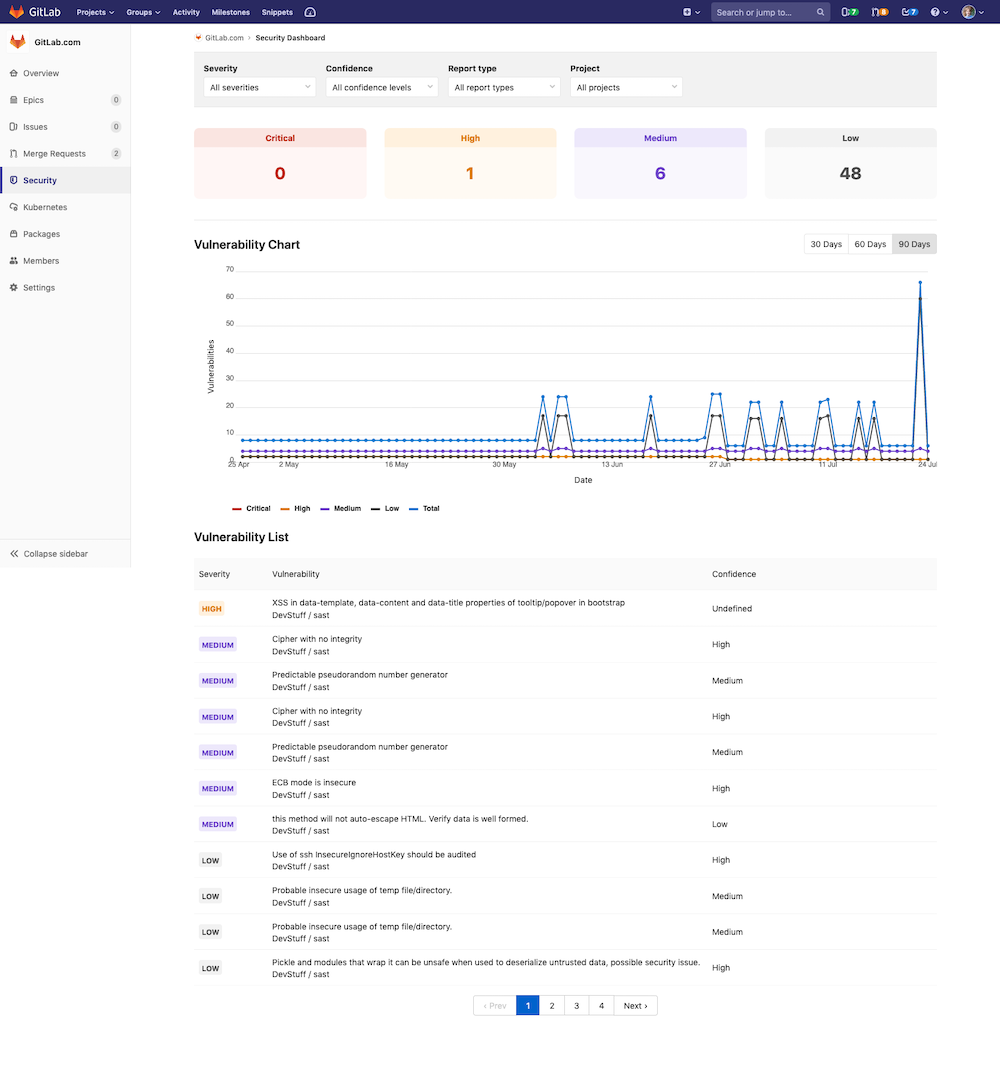 GitLab Projects Groups Activity Milestones Snippets Search or jump to... 7 8 7
GitLab.com
GitLab.com › Security Dashboard
Overview
Epics 0
Issues 0
Merge Requests 2
Security
Kubernetes
Packages
Members
Settings
Collapse sidebar
Severity Confidence Report type Project
All severities All confidence levels All report types All projects
Critical High Medium Low
0 1 6 48
Vulnerability Chart
30 Days 60 Days 90 Days
70
60
50
40
30
20
10
0
Vulnerabilities
25 Apr 2 May 16 May 30 May 13 Jun 27 Jun 11 Jul 24 Jul
Date
Critical High Medium Low Total
Vulnerability List
Severity Vulnerability Confidence
HIGH XSS in data-template, data-content and data-title properties of tooltip/popover in bootstrap Undefined
DevStuff / sast
MEDIUM Cipher with no integrity High
DevStuff / sast
MEDIUM Predictable pseudorandom number generator Medium
DevStuff / sast
MEDIUM Cipher with no integrity High
DevStuff / sast
MEDIUM Predictable pseudorandom number generator Medium
DevStuff / sast
MEDIUM ECB mode is insecure High
DevStuff / sast
MEDIUM this method will not auto-escape HTML. Verify data is well formed. Low
DevStuff / sast
LOW Use of ssh InsecureIgnoreHostKey should be audited High
DevStuff / sast
LOW Probable insecure usage of temp file/directory. Medium
DevStuff / sast
LOW Probable insecure usage of temp file/directory. Medium
DevStuff / sast
LOW Pickle and modules that wrap it can be unsafe when used to deserialize untrusted data, possible security issue. High
DevStuff / sast
‹ Prev 1 2 3 4 Next ›